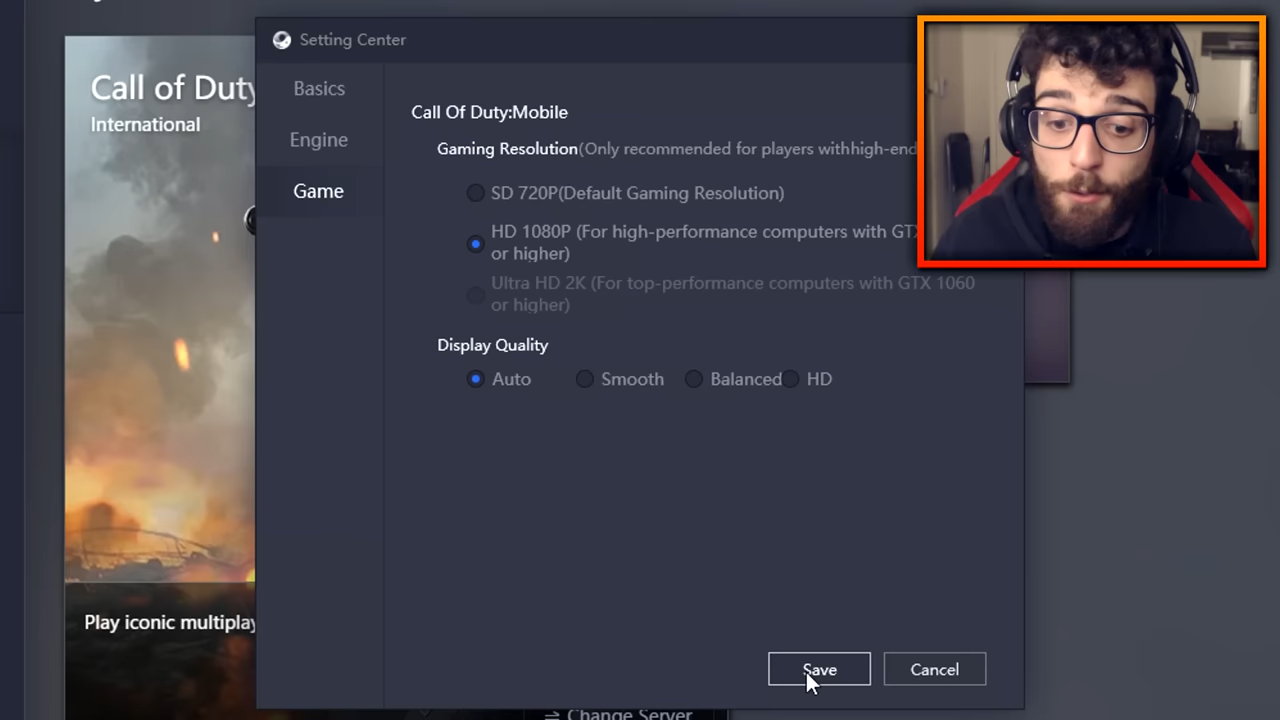 Setting Center
Call of Duty
International
Basics
Engine
Game
Call Of Duty:Mobile
Gaming Resolution(Only recommended for players withhigh-end
SD 720P(Default Gaming Resolution)
HD 1080P (For high-performance computers with GTX
or higher)
Ultra HD 2K (For top-performance computers with GTX 1060
or higher)
Display Quality
Auto Smooth Balanced HD
Play iconic multiplay
Save Cancel
Change Server